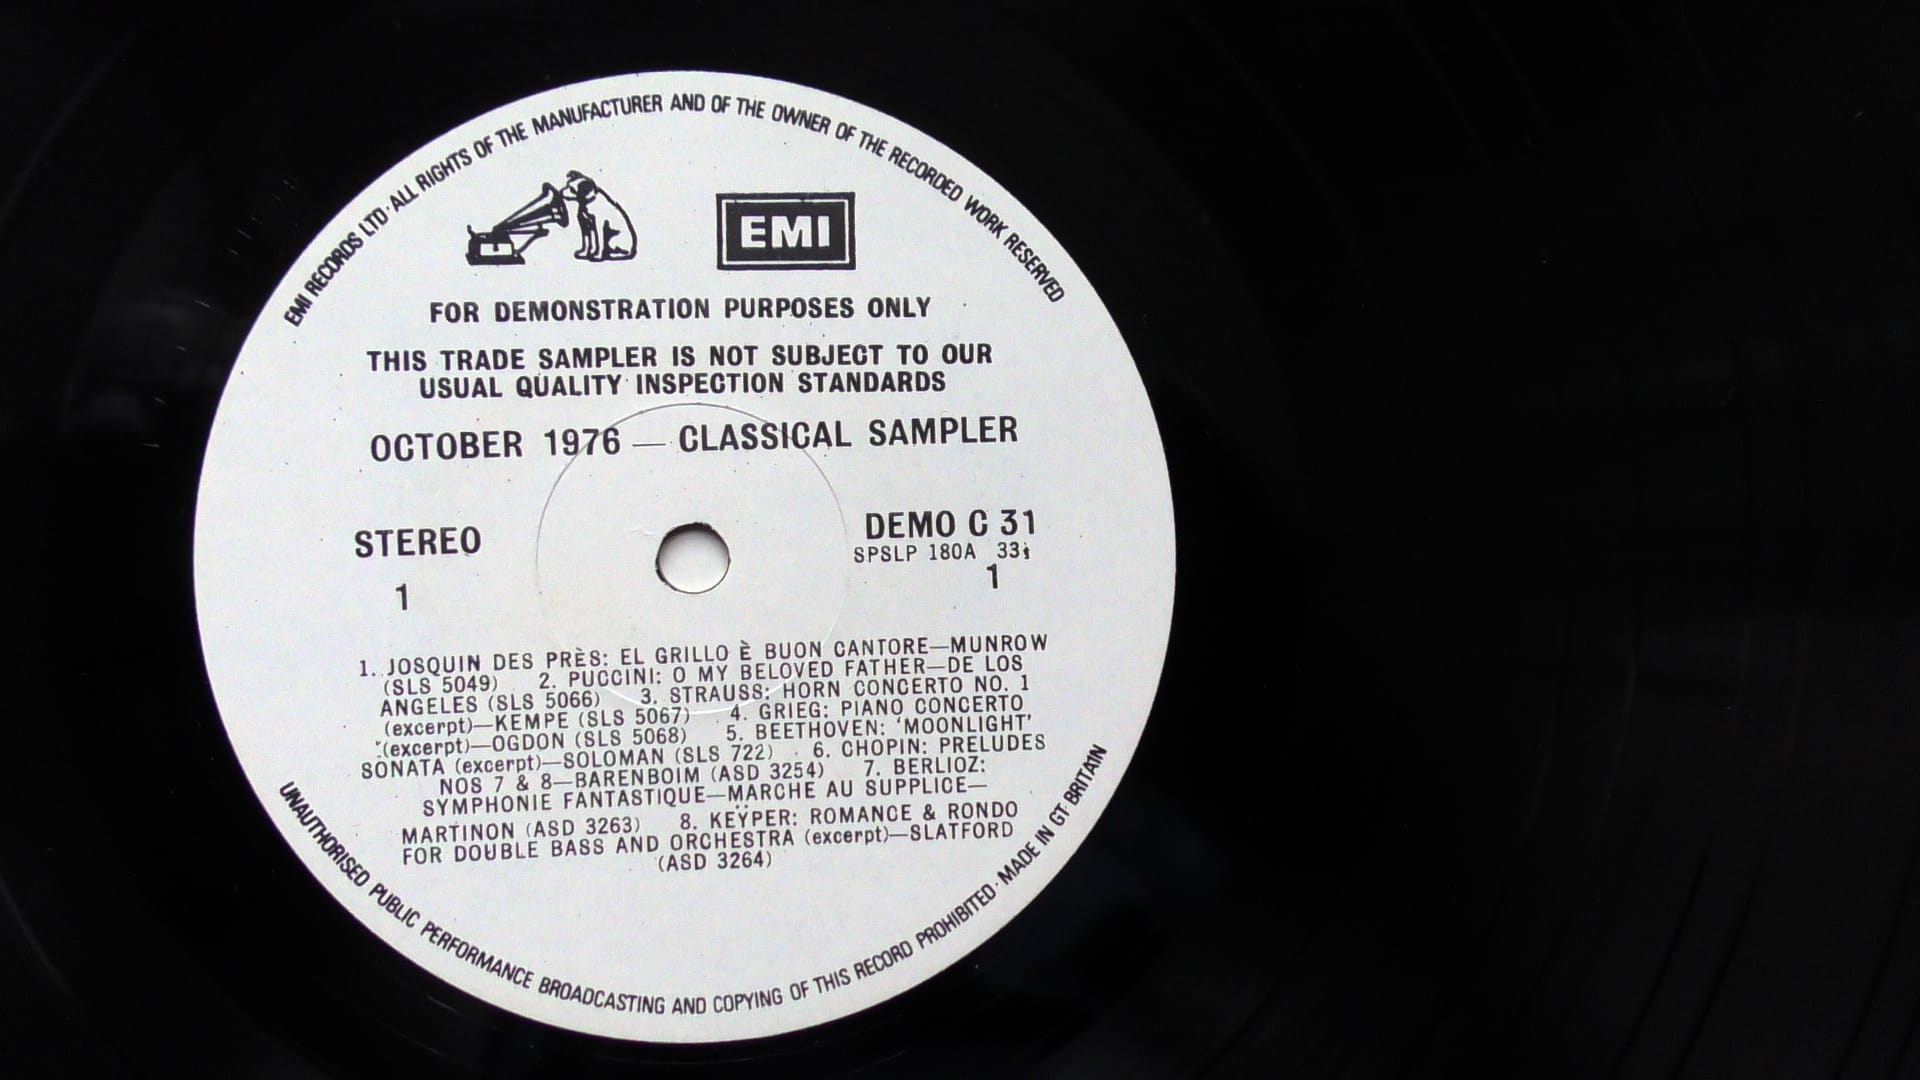 EMI RECORDS LTD · ALL RIGHTS OF THE MANUFACTURER AND OF THE OWNER OF THE RECORDED WORK RESERVED
EMI
FOR DEMONSTRATION PURPOSES ONLY
THIS TRADE SAMPLER IS NOT SUBJECT TO OUR
USUAL QUALITY INSPECTION STANDARDS
OCTOBER 1976 — CLASSICAL SAMPLER
STEREO
1
DEMO C 31
SPSLP 180A 33⅓
1
1. JOSQUIN DES PRÈS: EL GRILLO È BUON CANTORE—MUNROW
(SLS 5049) 2. PUCCINI: O MY BELOVED FATHER—DE LOS
ANGELES (SLS 5066) 3. STRAUSS: HORN CONCERTO NO. 1
(excerpt)—KEMPE (SLS 5067) 4. GRIEG: PIANO CONCERTO
(excerpt)—OGDON (SLS 5068) 5. BEETHOVEN: ‘MOONLIGHT’
SONATA (excerpt)—SOLOMAN (SLS 722) 6. CHOPIN: PRELUDES
NOS 7 & 8—BARENBOIM (ASD 3254) 7. BERLIOZ:
SYMPHONIE FANTASTIQUE—MARCHE AU SUPPLICE—
MARTINON (ASD 3263) 8. KEŸPER: ROMANCE & RONDO
FOR DOUBLE BASS AND ORCHESTRA (excerpt)—SLATFORD
(ASD 3264)
UNAUTHORISED PUBLIC PERFORMANCE BROADCASTING AND COPYING OF THIS RECORD PROHIBITED · MADE IN GT· BRITAIN